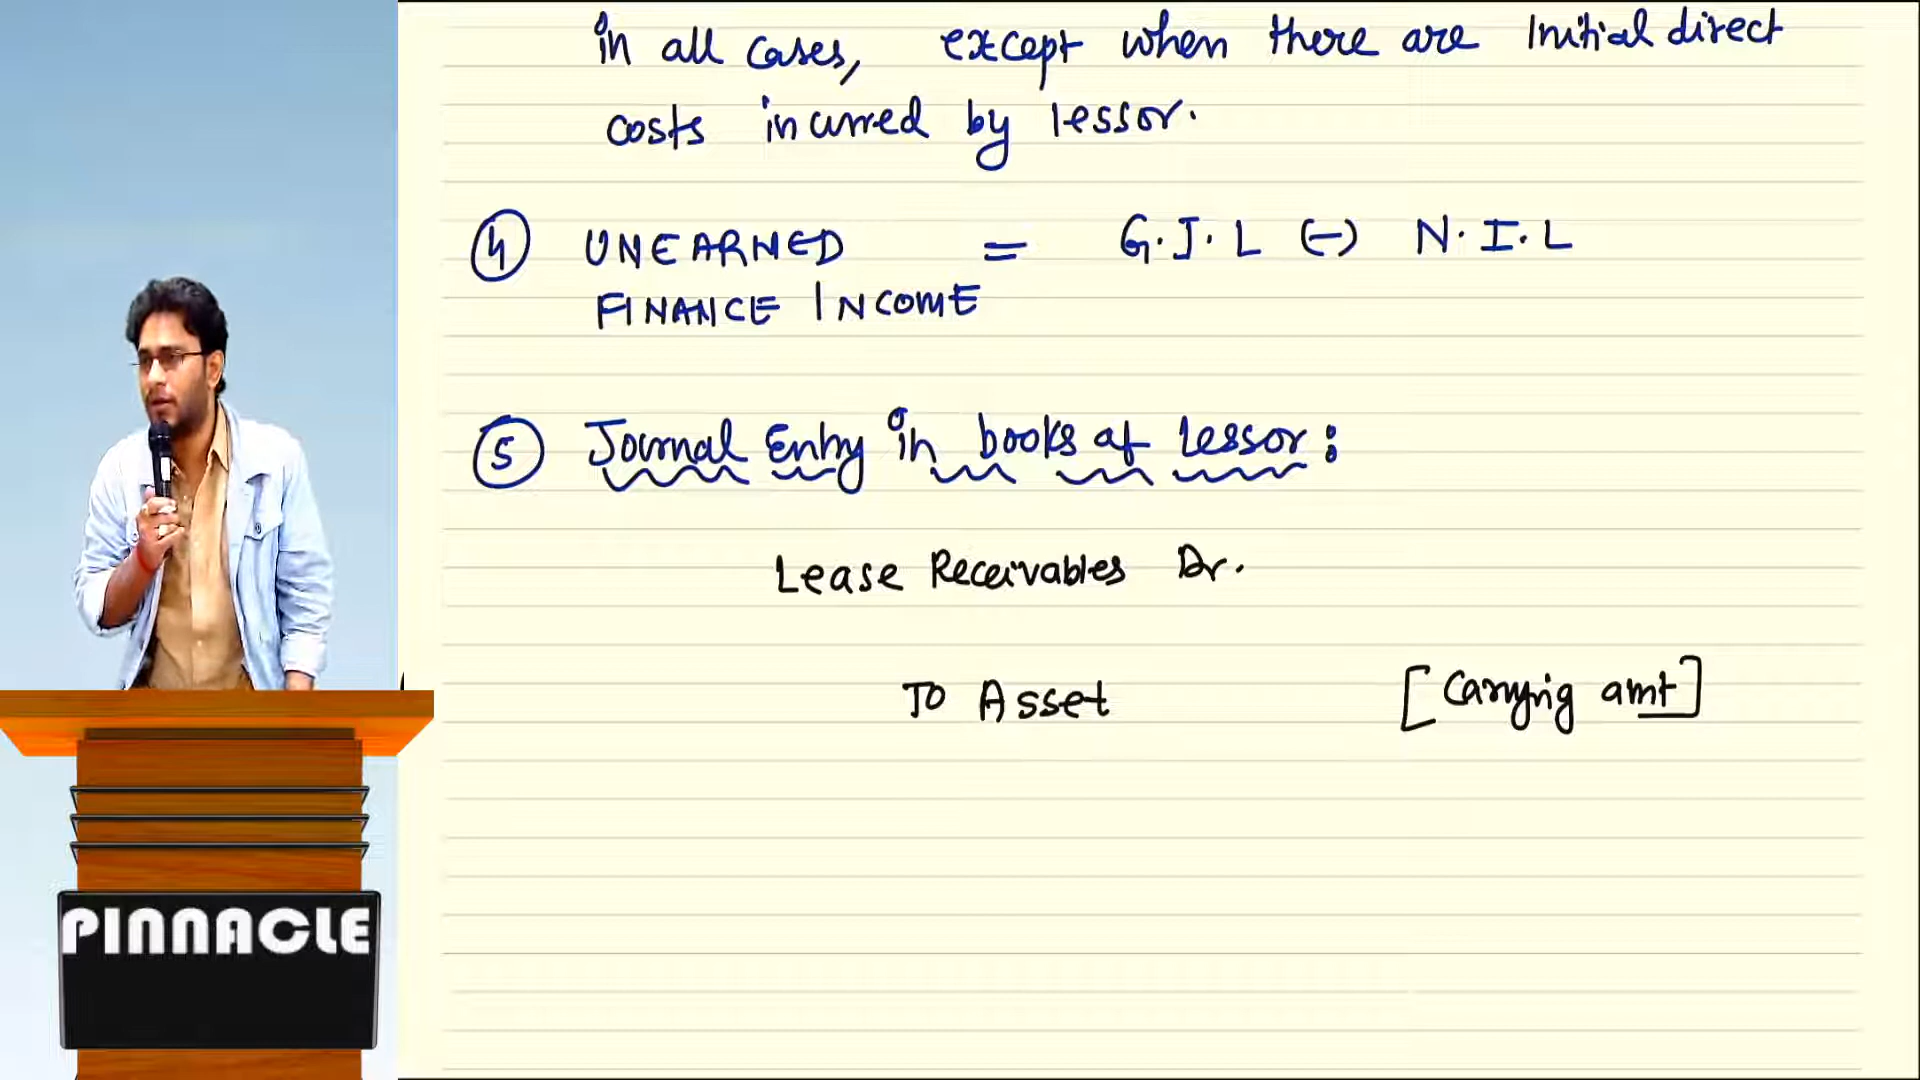 in all cases, except when there are Initial direct
costs incurred by lessor.
④ UNEARNED = G.I.L (-) N.I.L
FINANCE INCOME
⑤ Journal Entry in books of lessor:
Lease Receivables Dr.
To Asset [Carrying amt]
PINNACLE